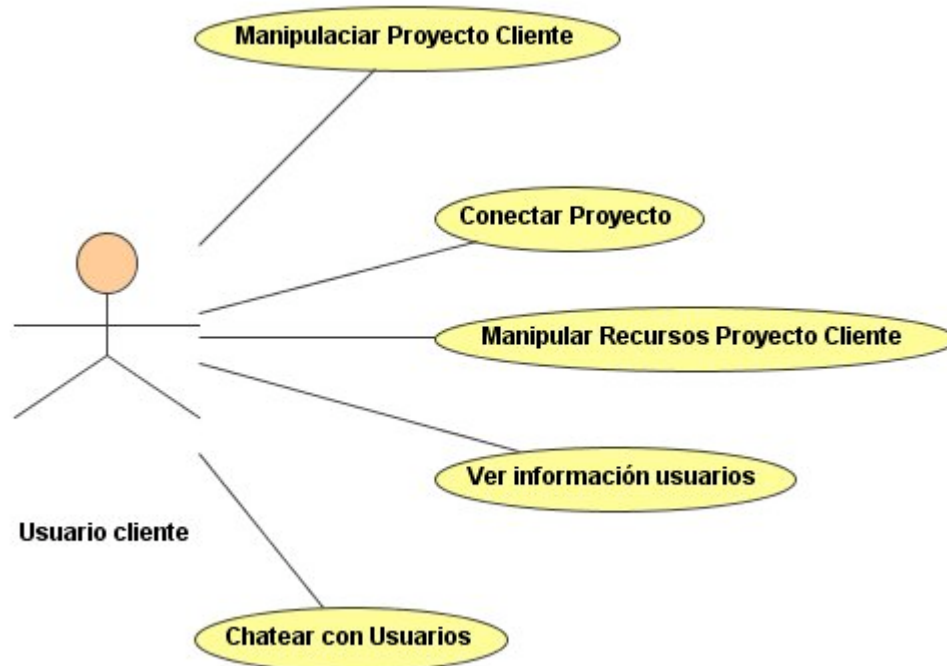 Manipulaciar Proyecto Cliente
Conectar Proyecto
Manipular Recursos Proyecto Cliente
Ver información usuarios
Usuario cliente
Chatear con Usuarios